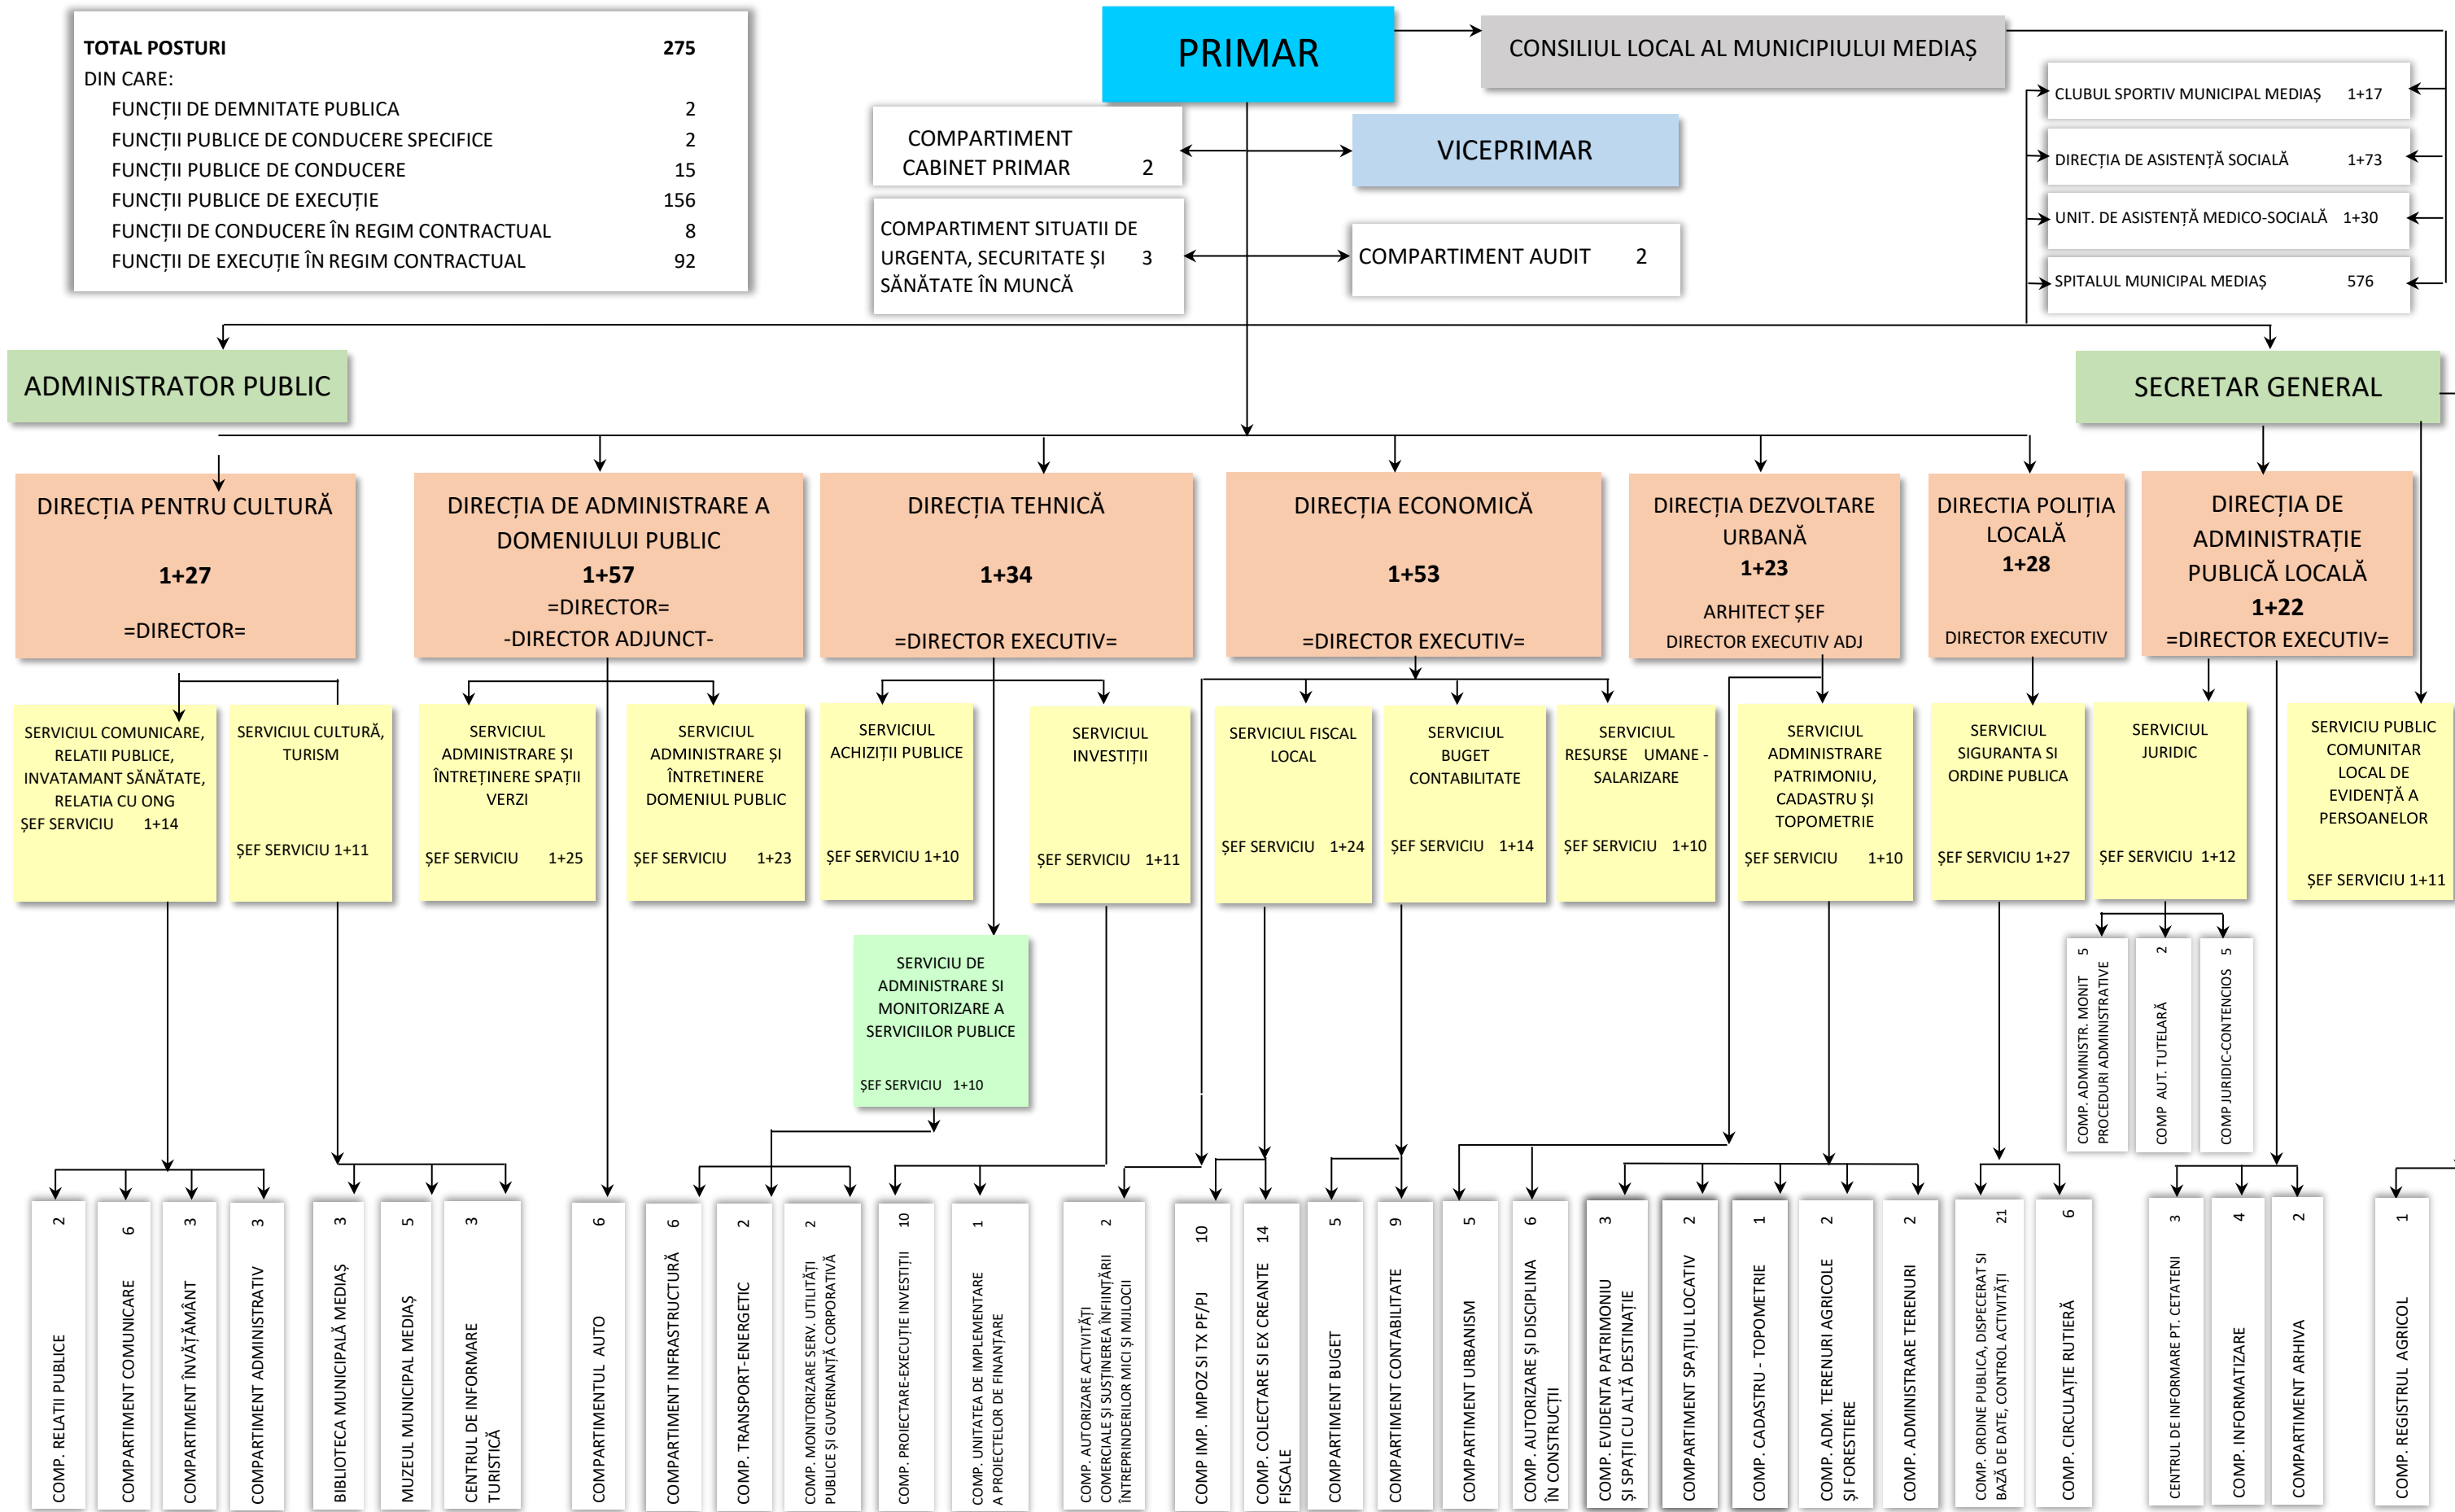 TOTAL POSTURI 275
DIN CARE:
FUNCȚII DE DEMNITATE PUBLICA 2
FUNCȚII PUBLICE DE CONDUCERE SPECIFICE 2
FUNCȚII PUBLICE DE CONDUCERE 15
FUNCȚII PUBLICE DE EXECUȚIE 156
FUNCȚII DE CONDUCERE ÎN REGIM CONTRACTUAL 8
FUNCȚII DE EXECUȚIE ÎN REGIM CONTRACTUAL 92
PRIMAR
CONSILIUL LOCAL AL MUNICIPIULUI MEDIAȘ
COMPARTIMENT
CABINET PRIMAR 2
VICEPRIMAR
COMPARTIMENT SITUATII DE
URGENTA, SECURITATE ȘI 3
SĂNĂTATE ÎN MUNCĂ
COMPARTIMENT AUDIT 2
CLUBUL SPORTIV MUNICIPAL MEDIAȘ 1+17
DIRECȚIA DE ASISTENȚĂ SOCIALĂ 1+73
UNIT. DE ASISTENȚĂ MEDICO-SOCIALĂ 1+30
SPITALUL MUNICIPAL MEDIAȘ 576
ADMINISTRATOR PUBLIC
SECRETAR GENERAL
DIRECȚIA PENTRU CULTURĂ
1+27
=DIRECTOR=
DIRECȚIA DE ADMINISTRARE A
DOMENIULUI PUBLIC
1+57
=DIRECTOR=
-DIRECTOR ADJUNCT-
DIRECȚIA TEHNICĂ
1+34
=DIRECTOR EXECUTIV=
DIRECȚIA ECONOMICĂ
1+53
=DIRECTOR EXECUTIV=
DIRECȚIA DEZVOLTARE
URBANĂ
1+23
ARHITECT ȘEF
DIRECTOR EXECUTIV ADJ
DIRECTIA POLIȚIA
LOCALĂ
1+28
DIRECTOR EXECUTIV
DIRECȚIA DE
ADMINISTRAȚIE
PUBLICĂ LOCALĂ
1+22
=DIRECTOR EXECUTIV=
SERVICIUL COMUNICARE,
RELATII PUBLICE,
INVATAMANT SĂNĂTATE,
RELATIA CU ONG
ȘEF SERVICIU 1+14
SERVICIUL CULTURĂ,
TURISM
ȘEF SERVICIU 1+11
SERVICIUL
ADMINISTRARE ȘI
ÎNTREȚINERE SPAȚII
VERZI
ȘEF SERVICIU 1+25
SERVICIUL
ADMINISTRARE ȘI
ÎNTRETINERE
DOMENIUL PUBLIC
ȘEF SERVICIU 1+23
SERVICIUL
ACHIZIȚII PUBLICE
ȘEF SERVICIU 1+10
SERVICIUL
INVESTIȚII
ȘEF SERVICIU 1+11
SERVICIUL FISCAL
LOCAL
ȘEF SERVICIU 1+24
SERVICIUL
BUGET
CONTABILITATE
ȘEF SERVICIU 1+14
SERVICIUL
RESURSE UMANE -
SALARIZARE
ȘEF SERVICIU 1+10
SERVICIUL
ADMINISTRARE
PATRIMONIU,
CADASTRU ȘI
TOPOMETRIE
ȘEF SERVICIU 1+10
SERVICIUL
SIGURANTA SI
ORDINE PUBLICA
ȘEF SERVICIU 1+27
SERVICIUL
JURIDIC
ȘEF SERVICIU 1+12
SERVICIU PUBLIC
COMUNITAR
LOCAL DE
EVIDENȚĂ A
PERSOANELOR
ȘEF SERVICIU 1+11
SERVICIU DE
ADMINISTRARE SI
MONITORIZARE A
SERVICIILOR PUBLICE
ȘEF SERVICIU 1+10
COMP. ADMINISTR. MONIT 5
PROCEDURI ADMINISTRATIVE
COMP AUT. TUTELARĂ 2
COMP JURIDIC-CONTENCIOS 5
COMP. RELATII PUBLICE 2
COMPARTIMENT COMUNICARE 6
COMPARTIMENT ÎNVĂȚĂMÂNT 3
COMPARTIMENT ADMINISTRATIV 3
BIBLIOTECA MUNICIPALĂ MEDIAȘ 3
MUZEUL MUNICIPAL MEDIAȘ 5
CENTRUL DE INFORMARE 3
TURISTICĂ
COMPARTIMENTUL AUTO 6
COMPARTIMENT INFRASTRUCTURĂ 6
COMP. TRANSPORT-ENERGETIC 2
COMP. MONITORIZARE SERV. UTILITĂȚI 2
PUBLICE ȘI GUVERNANȚĂ CORPORATIVĂ
COMP. PROIECTARE-EXECUȚIE INVESTIȚII 10
COMP. UNITATEA DE IMPLEMENTARE 1
A PROIECTELOR DE FINANȚARE
COMP. AUTORIZARE ACTIVITĂȚI 2
COMERCIALE ȘI SUSȚINEREA ÎNFIINȚĂRII
ÎNTREPRINDERILOR MICI ȘI MIJLOCII
COMP IMP. IMPOZ SI TX PF/PJ 10
COMP. COLECTARE SI EX CREANTE 14
FISCALE
COMPARTIMENT BUGET 5
COMPARTIMENT CONTABILITATE 9
COMPARTIMENT URBANISM 5
COMP. AUTORIZARE ȘI DISCIPLINA 6
ÎN CONSTRUCȚII
COMP. EVIDENTA PATRIMONIU 3
ȘI SPAȚII CU ALTĂ DESTINAȚIE
COMPARTIMENT SPAȚIUL LOCATIV 2
COMP. CADASTRU - TOPOMETRIE 1
COMP. ADM. TERENURI AGRICOLE 2
ȘI FORESTIERE
COMP. ADMINISTRARE TERENURI 2
COMP. ORDINE PUBLICA, DISPECERAT SI 21
BAZĂ DE DATE, CONTROL ACTIVITĂȚI
COMP. CIRCULAȚIE RUTIERĂ 6
CENTRUL DE INFORMARE PT. CETATENI 3
COMP. INFORMATIZARE 4
COMPARTIMENT ARHIVA 2
COMP. REGISTRUL AGRICOL 1